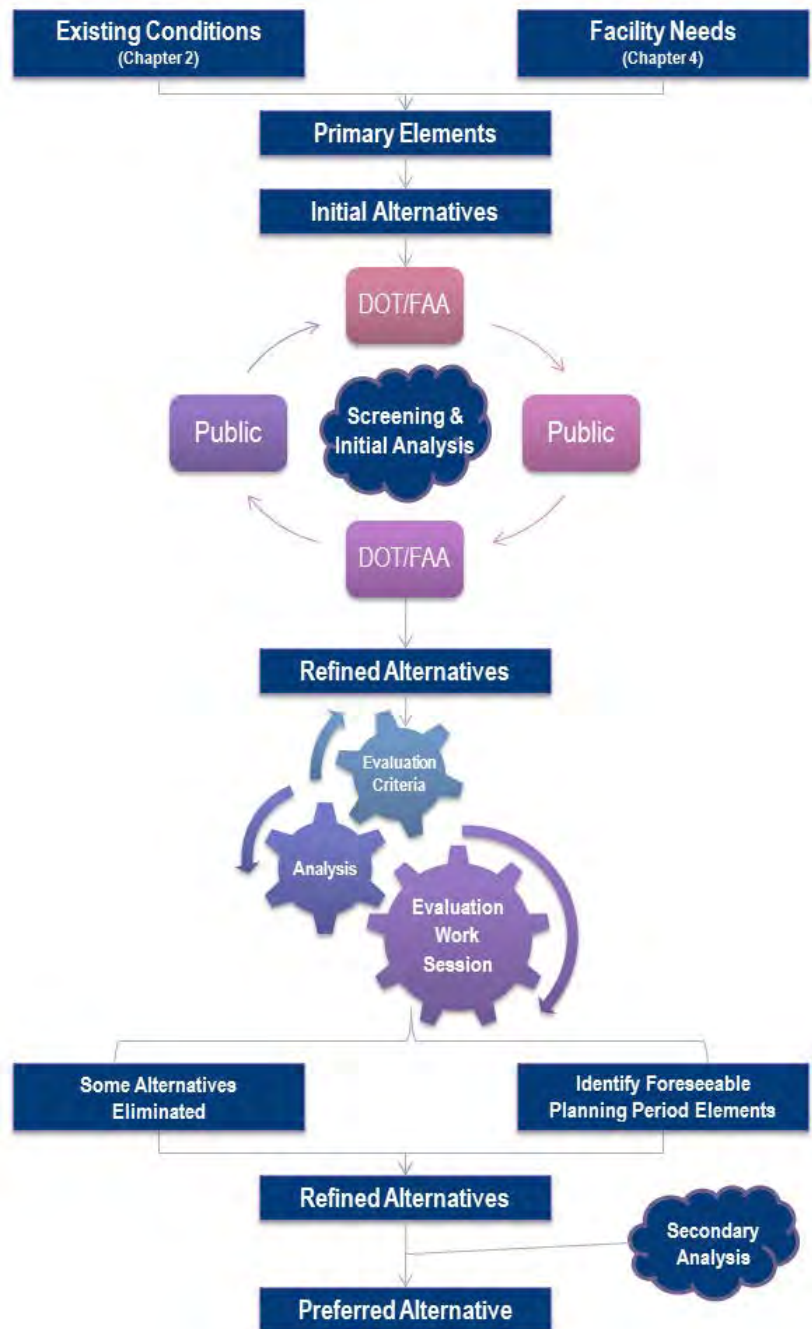 Existing Conditions
(Chapter 2)
Facility Needs
(Chapter 4)
Primary Elements
Initial Alternatives
DOT/FAA
Public
Screening &
Initial Analysis
Public
DOT/FAA
Refined Alternatives
Evaluation
Criteria
Analysis
Evaluation
Work
Session
Some Alternatives
Eliminated
Identify Foreseeable
Planning Period Elements
Refined Alternatives
Secondary
Analysis
Preferred Alternative